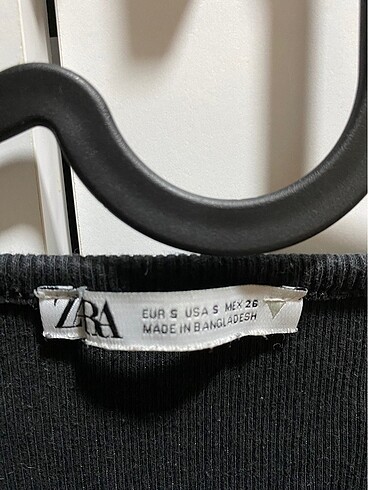 ZARA
EUR S USA S MEX 26
MADE IN BANGLADESH